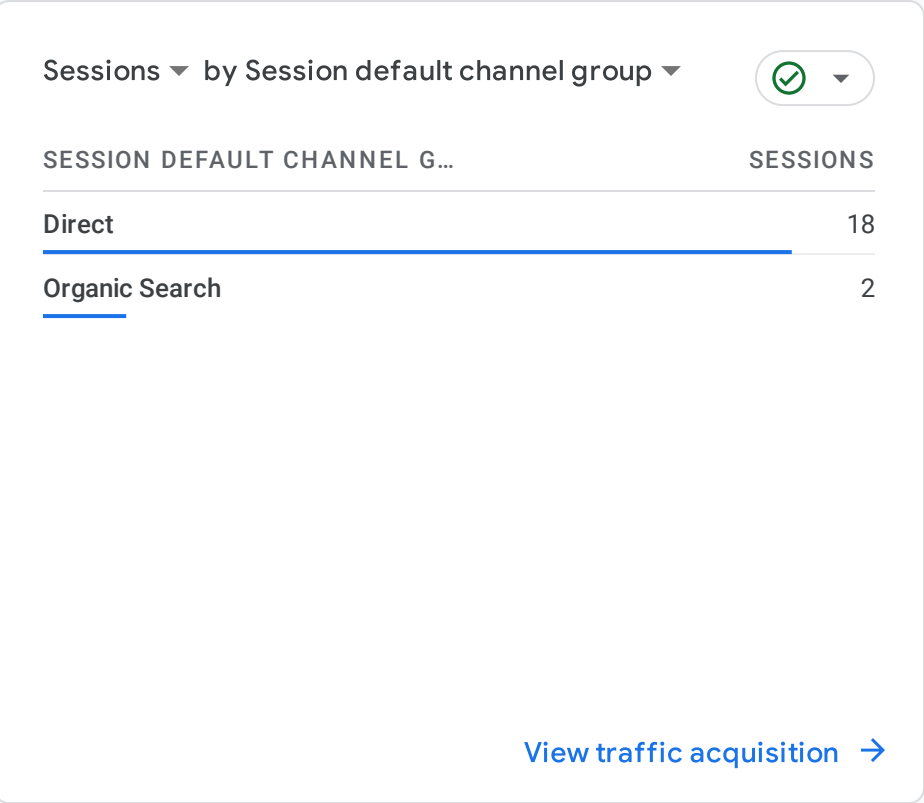 Sessions by Session default channel group
SESSION DEFAULT CHANNEL G… SESSIONS
Direct 18
Organic Search 2
View traffic acquisition